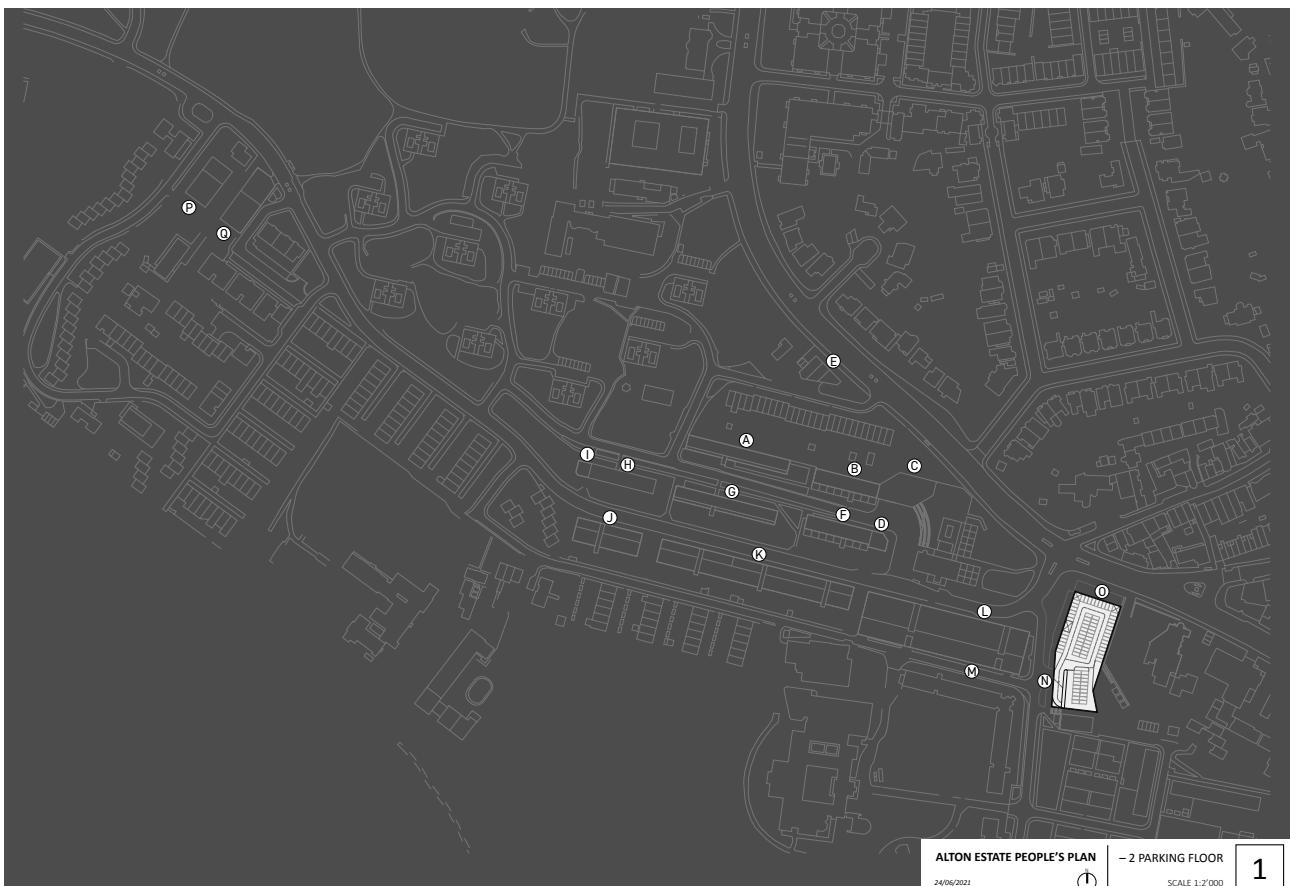 P
Q
E
A
B
C
I
H
G
F
D
J
K
O
L
M
N
ALTON ESTATE PEOPLE'S PLAN
24/06/2021
– 2 PARKING FLOOR
SCALE 1:2'000
1